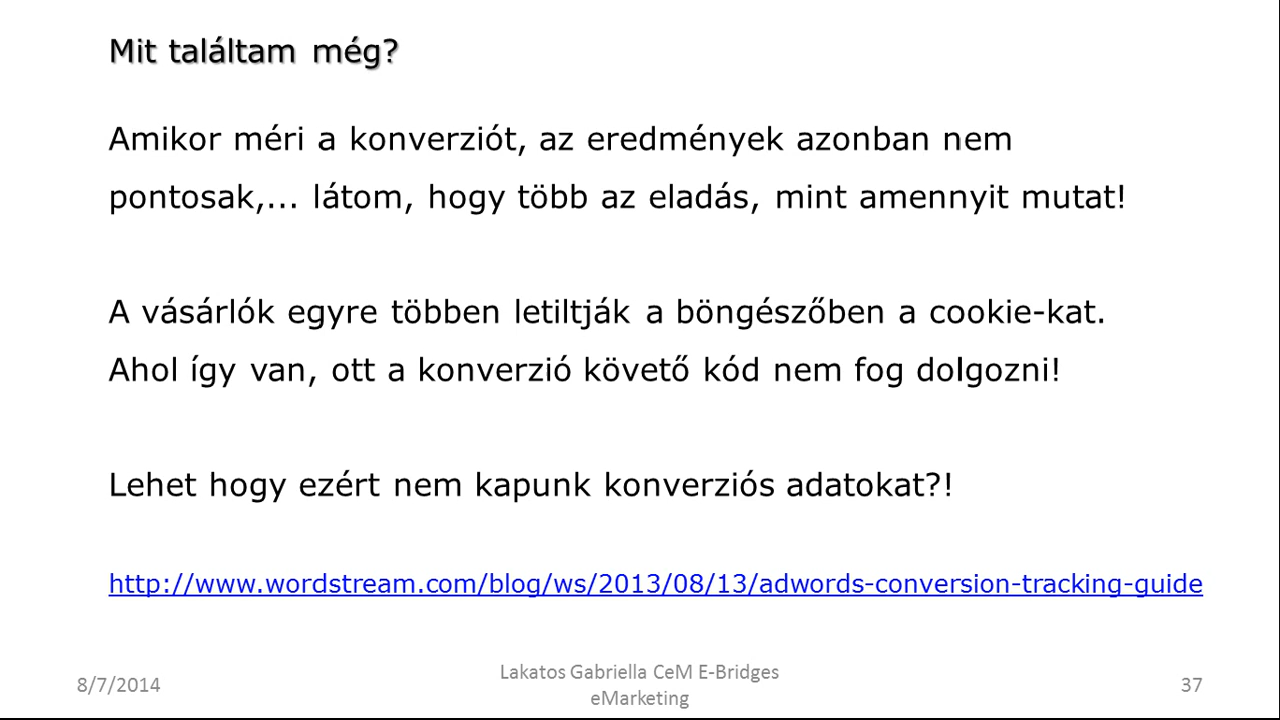 Mit találtam még?
Amikor méri a konverziót, az eredmények azonban nem
pontosak,... látom, hogy több az eladás, mint amennyit mutat!
A vásárlók egyre többen letiltják a böngészőben a cookie-kat.
Ahol így van, ott a konverzió követő kód nem fog dolgozni!
Lehet hogy ezért nem kapunk konverziós adatokat?!
http://www.wordstream.com/blog/ws/2013/08/13/adwords-conversion-tracking-guide
8/7/2014
Lakatos Gabriella CeM E-Bridges
eMarketing
37